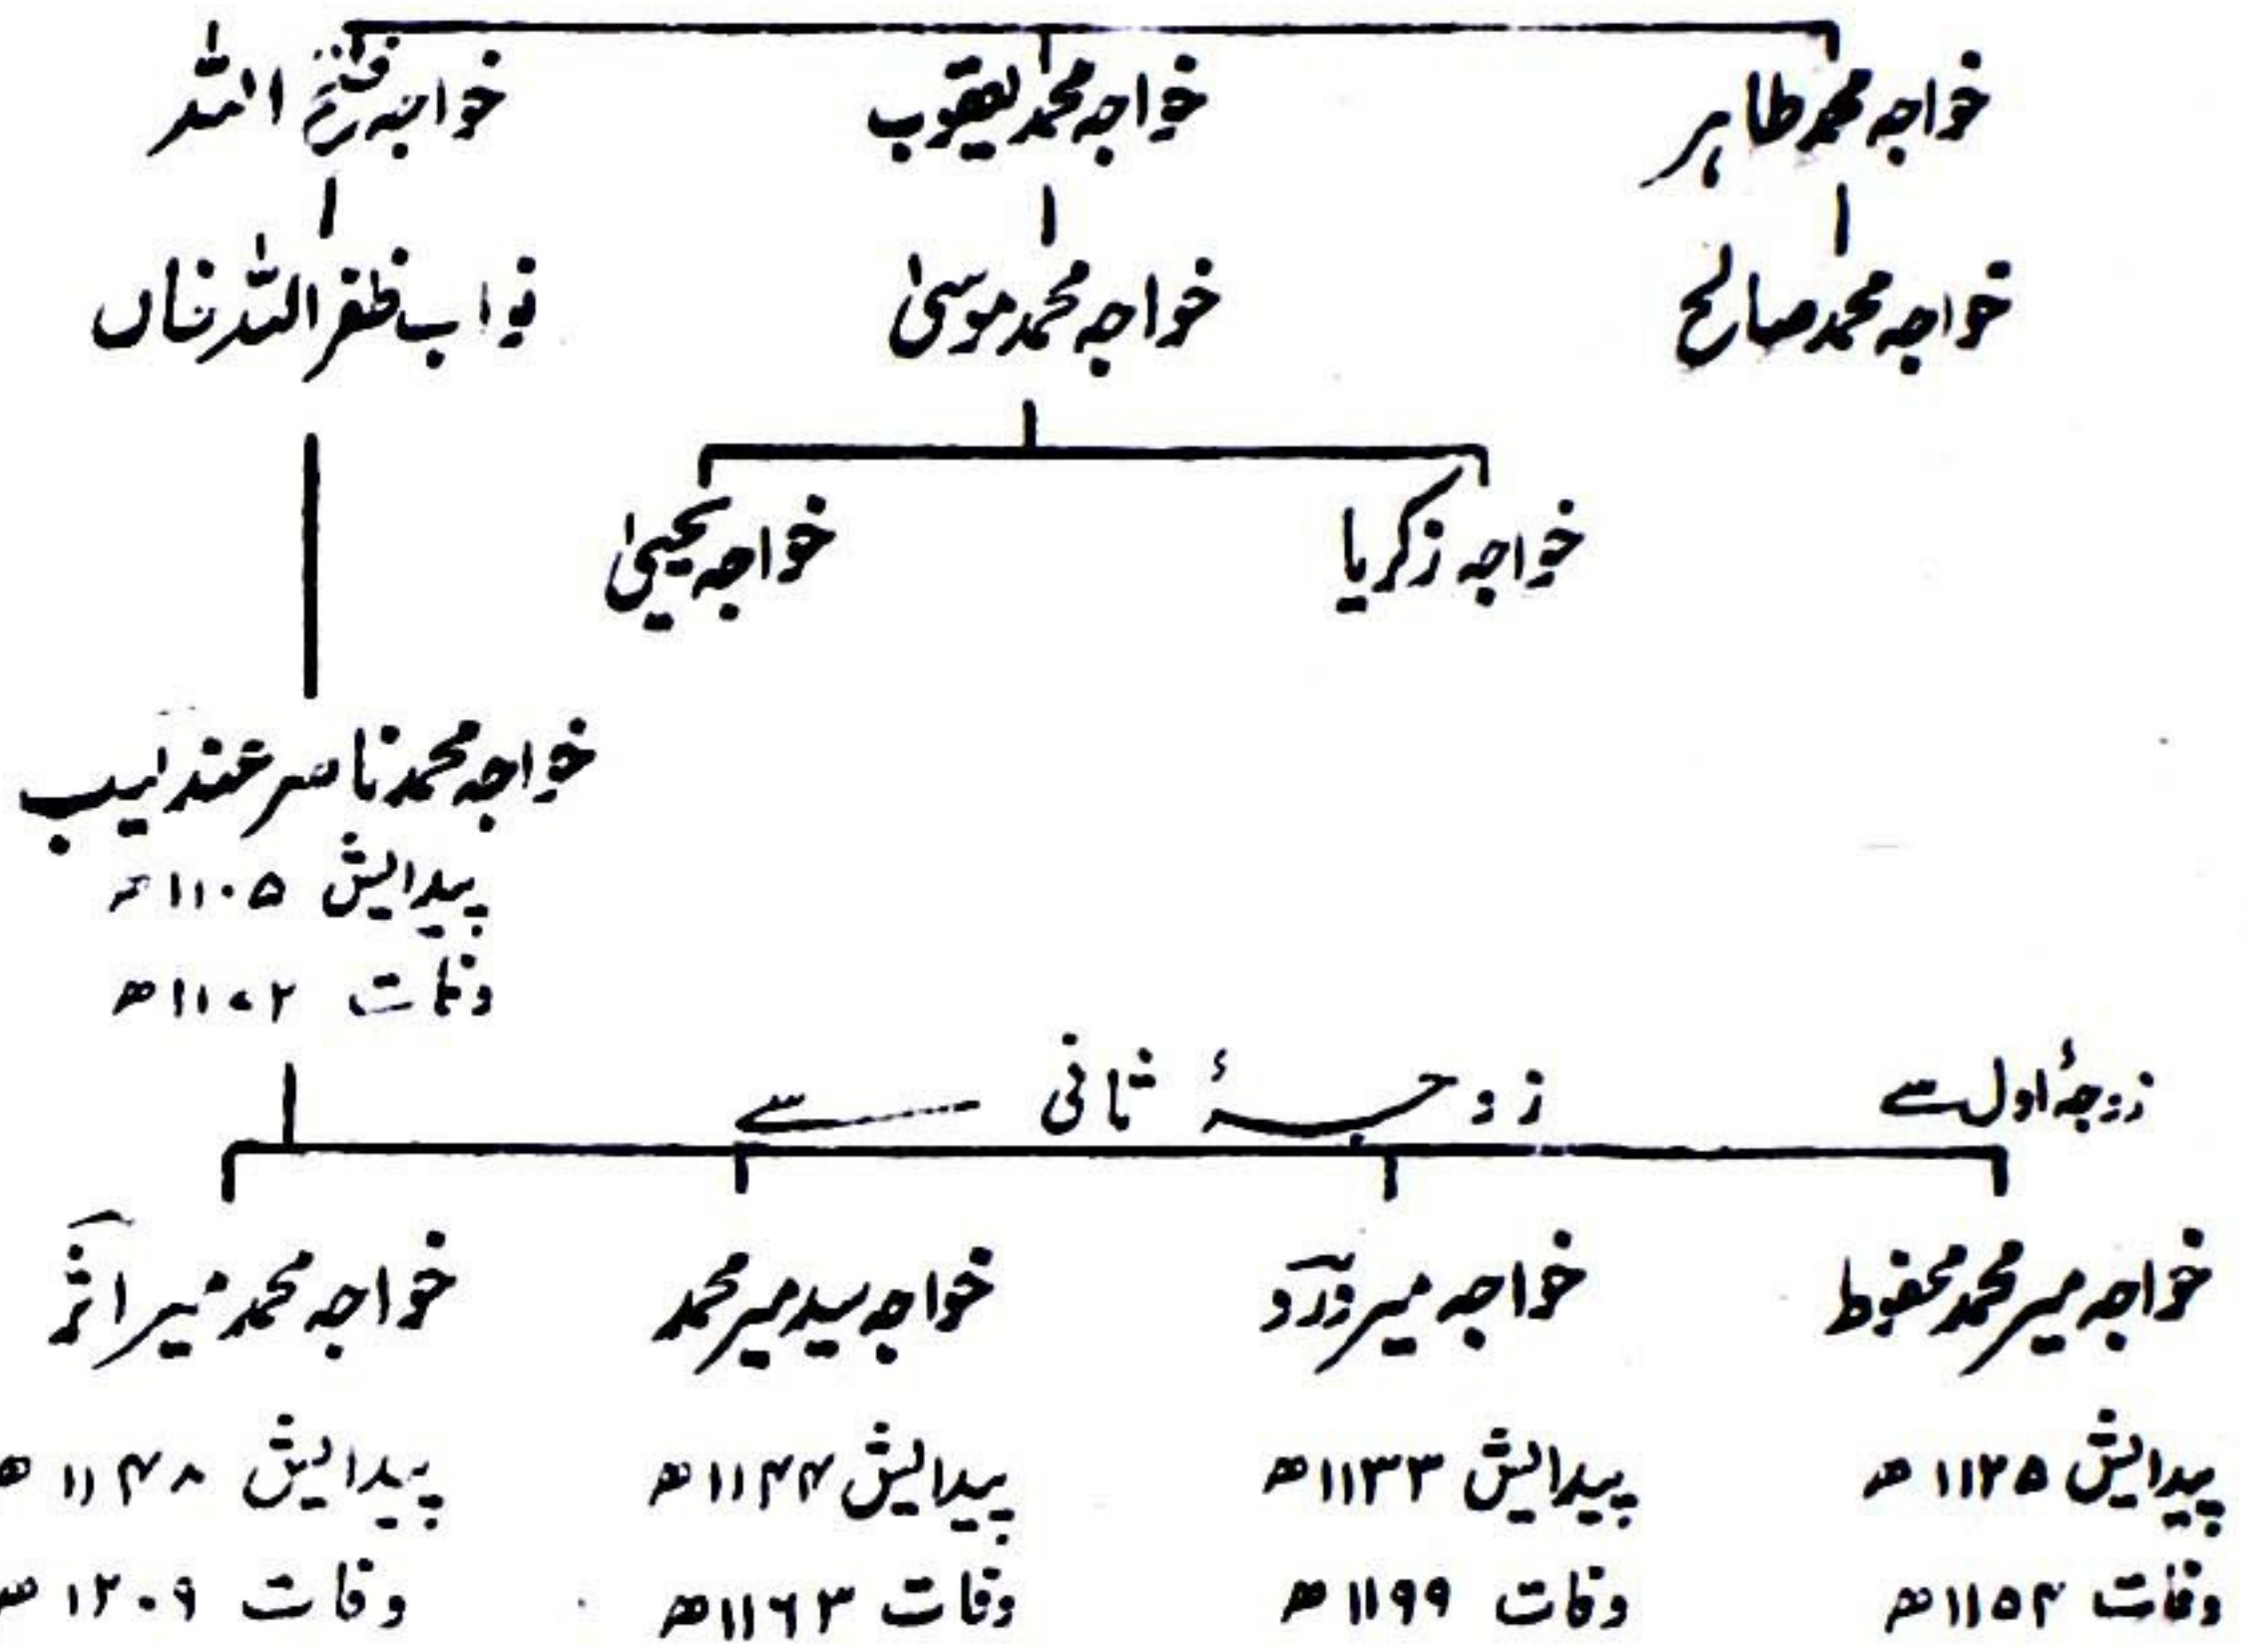 خواجہ محمد طاہر خواجہ محمد یعقوب خواجہ فتح اللہ
خواجہ محمد صالح خواجہ محمد موسیٰ نواب ظفر اللہ خاں
خواجہ زکریا خواجہ یحییٰ
خواجہ محمد ناصر عندلیب
پیدایش ۱۱۰۵ھ
وفات ۱۱۷۲ھ
زوجۂ اول سے زوجۂ ثانی سے
خواجہ میر محمد محفوظ خواجہ میر درد خواجہ سید میر محمد خواجہ محمد میر اثر
پیدایش ۱۱۲۵ھ پیدایش ۱۱۳۳ھ پیدایش ۱۱۴۴ھ پیدایش ۱۱۴۸ھ
وفات ۱۱۵۴ھ وفات ۱۱۹۹ھ وفات ۱۱۶۳ھ وفات ۱۲۰۹ھ